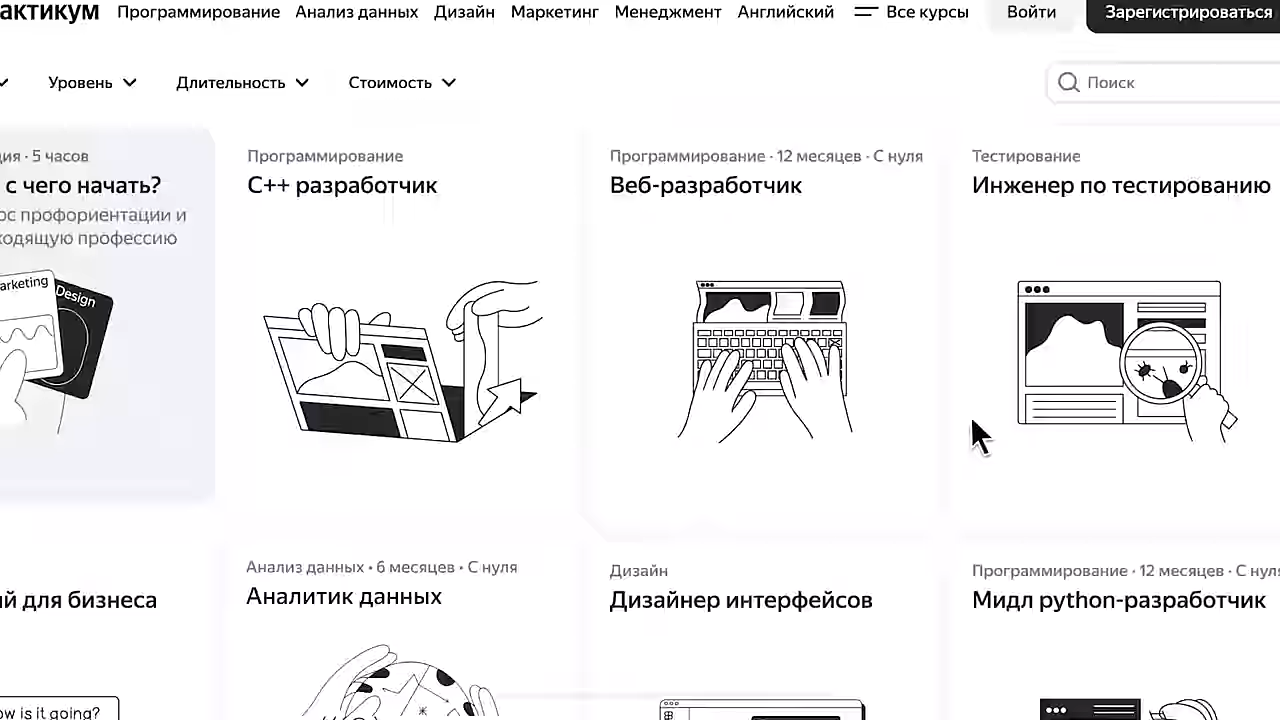 актикум Программирование Анализ данных Дизайн Маркетинг Менеджмент Английский Все курсы Войти Зарегистрироваться
Уровень Длительность Стоимость Поиск
ция · 5 часов
с чего начать?
рс профориентации и
ходящую профессию
arketing
Design
Программирование
C++ разработчик
Программирование · 12 месяцев · С нуля
Веб-разработчик
Тестирование
Инженер по тестированию
ий для бизнеса
ow is it going?
Анализ данных • 6 месяцев • С нуля
Аналитик данных
Дизайн
Дизайнер интерфейсов
Программирование · 12 месяцев · С нуля
Мидл python-разработчик